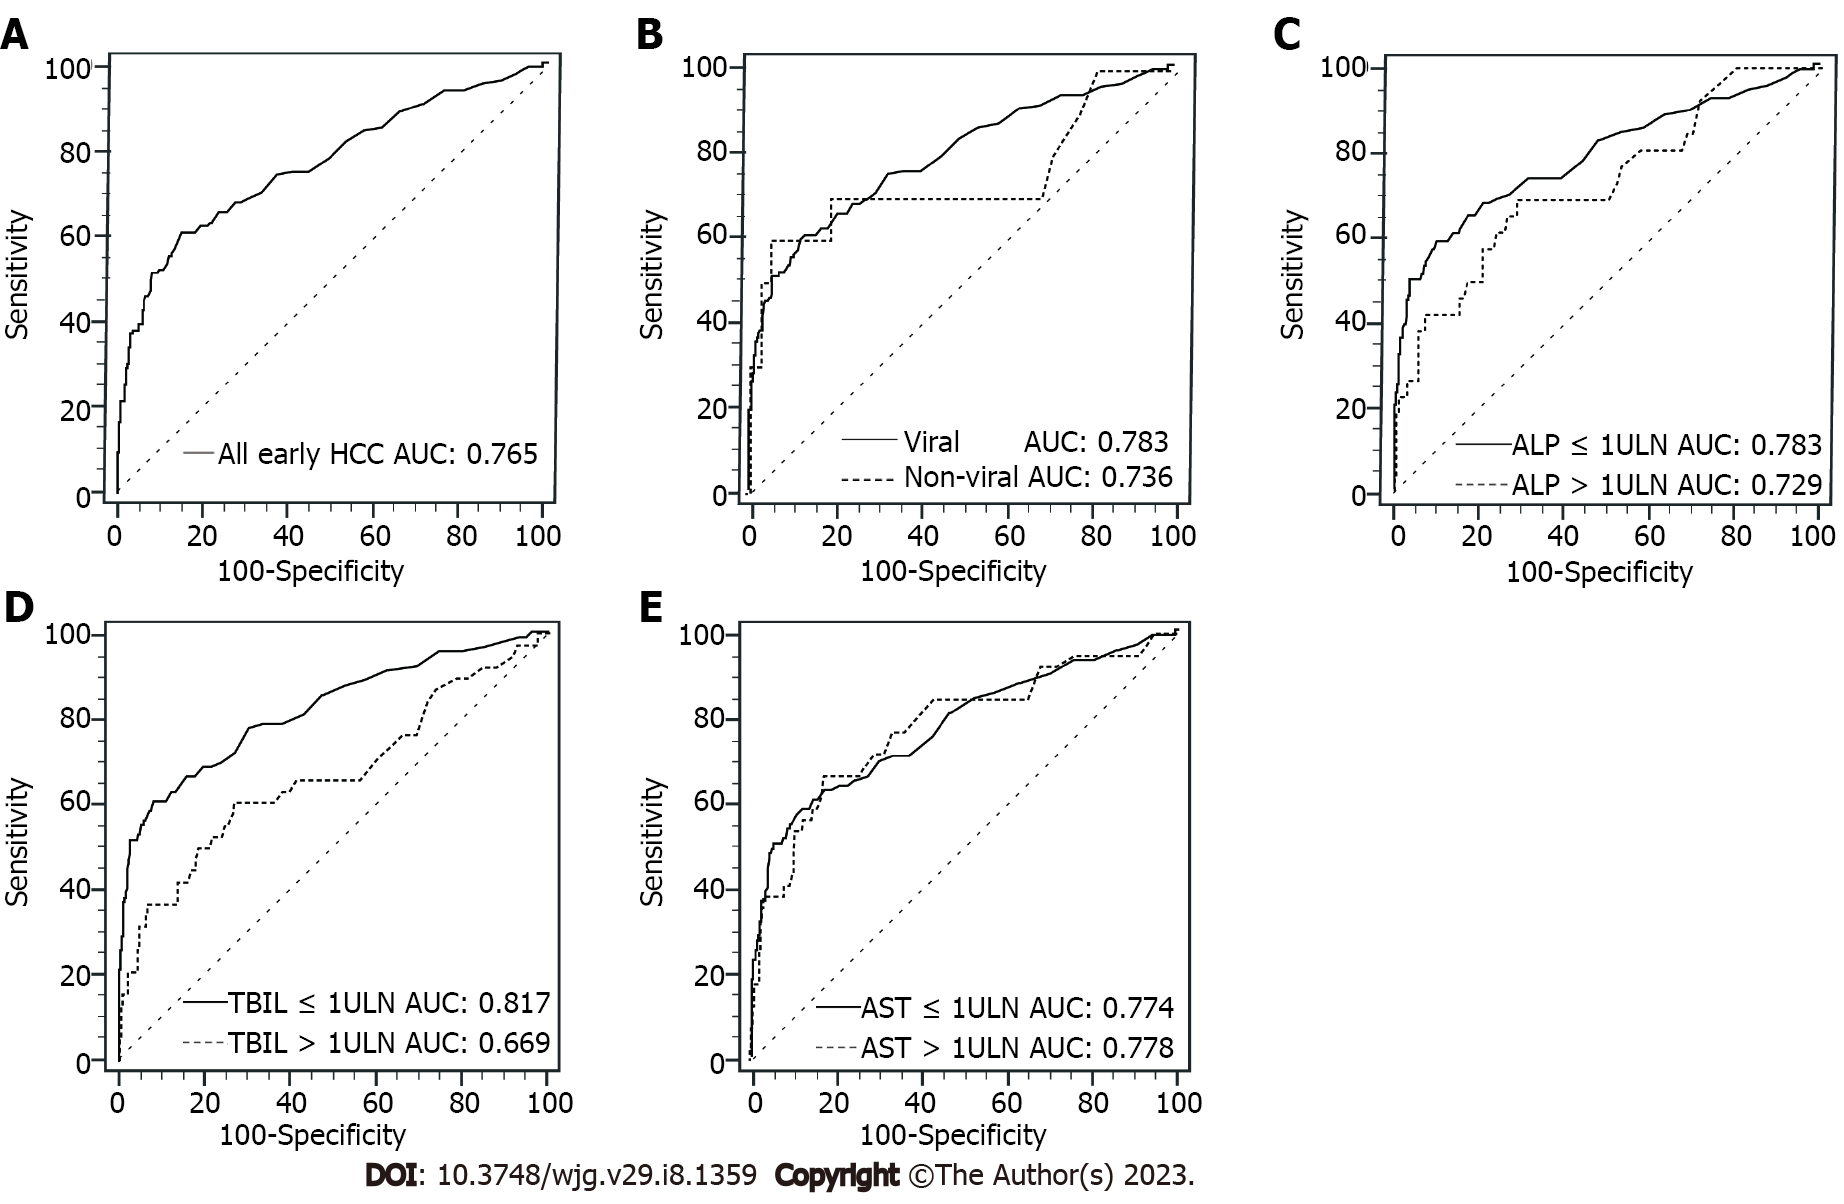 A
100
80
60
40
20
0
Sensitivity
All early HCC AUC: 0.765
0 20 40 60 80 100
100-Specificity
B
100
80
60
40
20
0
Sensitivity
Viral AUC: 0.783
Non-viral AUC: 0.736
0 20 40 60 80 100
100-Specificity
C
100
80
60
40
20
0
Sensitivity
ALP ≤ 1ULN AUC: 0.783
ALP > 1ULN AUC: 0.729
0 20 40 60 80 100
100-Specificity
D
100
80
60
40
20
0
Sensitivity
TBIL ≤ 1ULN AUC: 0.817
TBIL > 1ULN AUC: 0.669
0 20 40 60 80 100
100-Specificity
E
100
80
60
40
20
0
Sensitivity
AST ≤ 1ULN AUC: 0.774
AST > 1ULN AUC: 0.778
0 20 40 60 80 100
100-Specificity
DOI: 10.3748/wjg.v29.i8.1359 Copyright ©The Author(s) 2023.